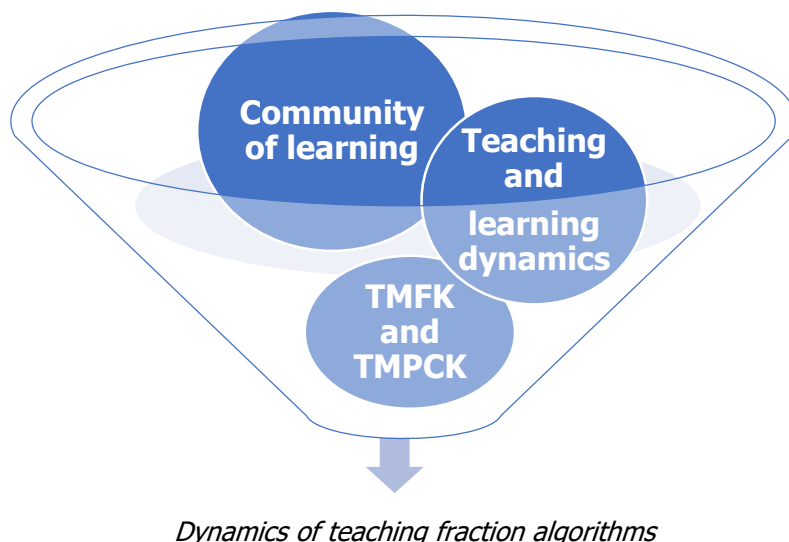 Community
of learning
Teaching
and
learning
dynamics
TMFK
and
TMPCK
Dynamics of teaching fraction algorithms